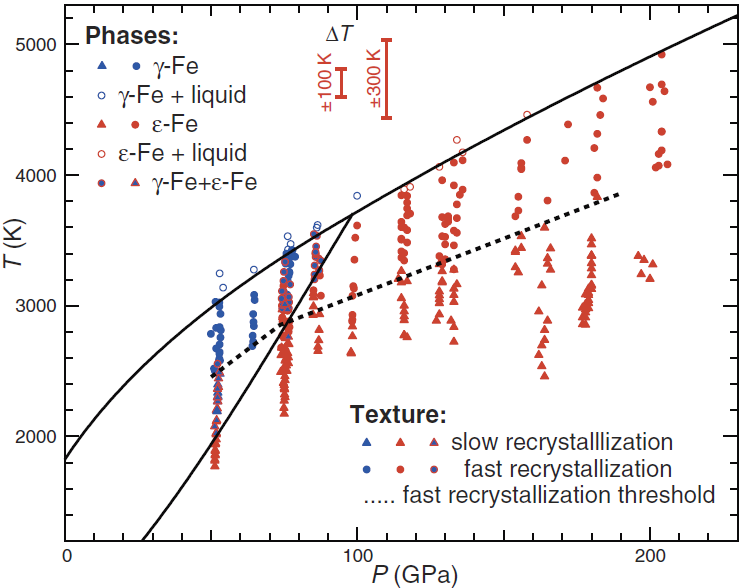 Phases:
γ-Fe
γ-Fe + liquid
ε-Fe
ε-Fe + liquid
γ-Fe+ε-Fe
ΔT
±100 K
±300 K
5000
4000
3000
2000
T (K)
Texture:
slow recrystalllization
fast recrystallization
..... fast recrystallization threshold
0
100
200
P (GPa)